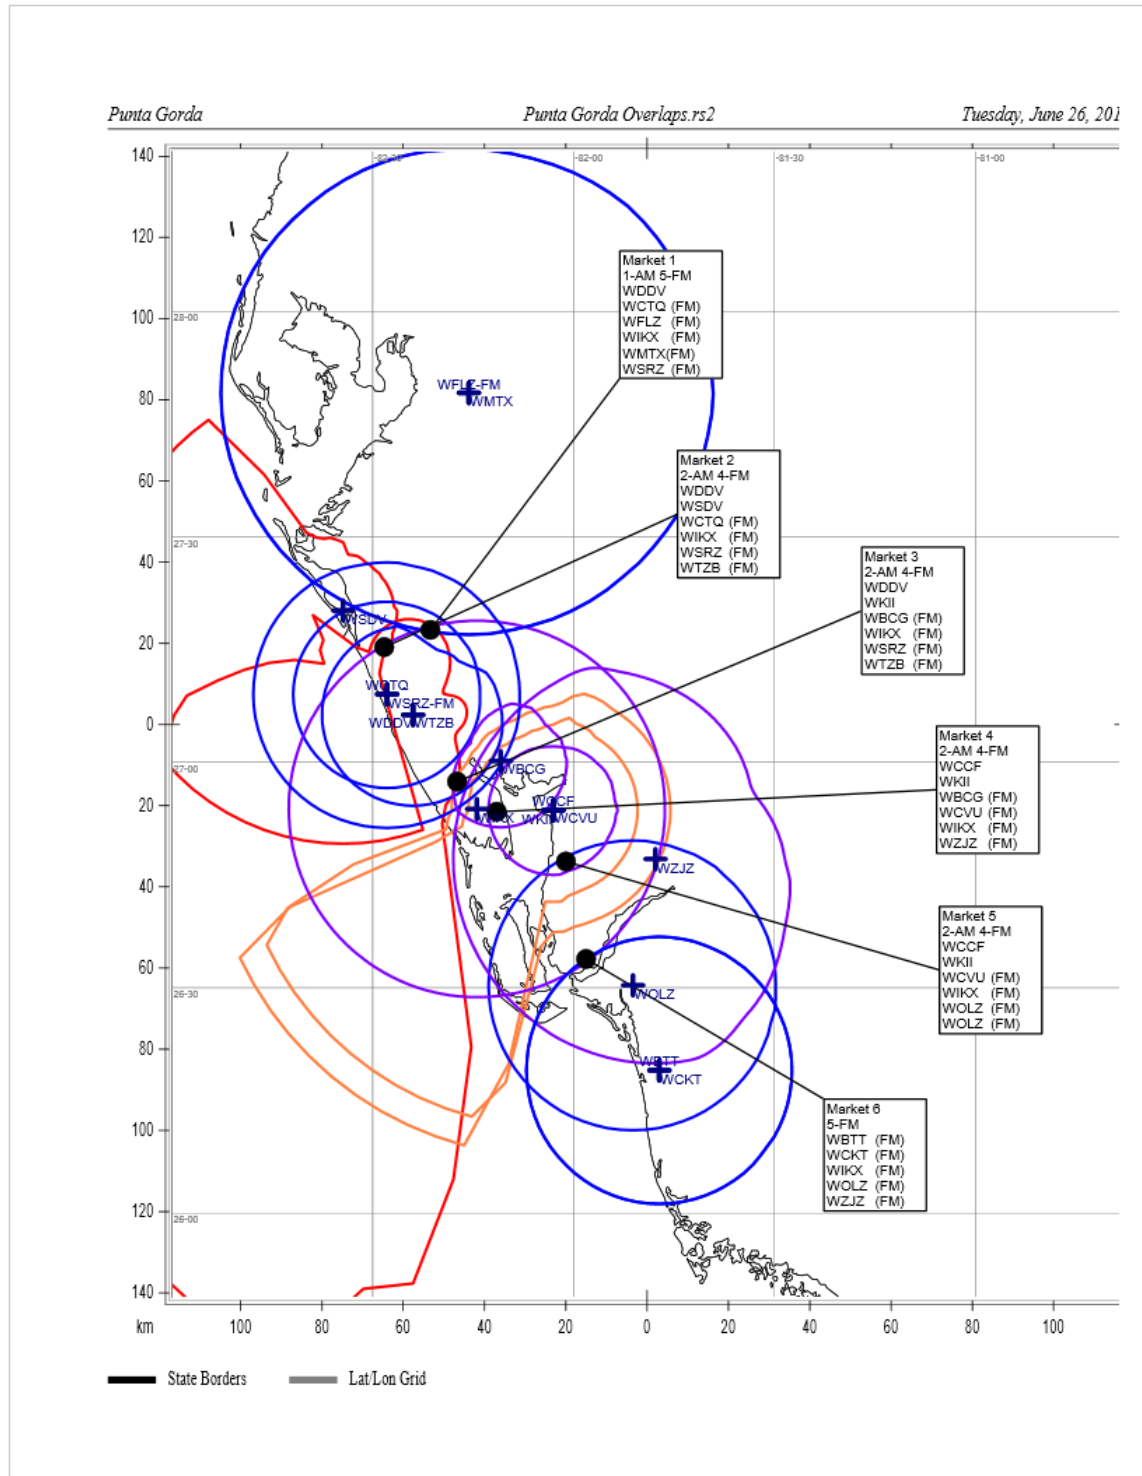 Punta Gorda Punta Gorda Overlaps.rs2 Tuesday, June 26, 201
-82-30 -82-00 -81-30 -81-00
140
120
100
80
60
40
20
0
20
40
60
80
100
120
140
28-00
27-30
27-00
26-30
26-00
Market 1
1-AM 5-FM
WDDV
WCTQ (FM)
WFLZ (FM)
WIKX (FM)
WMTX(FM)
WSRZ (FM)
WFLZ-FM
WMTX
Market 2
2-AM 4-FM
WDDV
WSDV
WCTQ (FM)
WIKX (FM)
WSRZ (FM)
WTZB (FM)
Market 3
2-AM 4-FM
WDDV
WKII
WBCG (FM)
WIKX (FM)
WSRZ (FM)
WTZB (FM)
WSDV
WCTQ
WSRZ-FM
WDDV WTZB
WBCG
WCCF
WIKX WKII WCVU
Market 4
2-AM 4-FM
WCCF
WKII
WBCG (FM)
WCVU (FM)
WIKX (FM)
WZJZ (FM)
WZJZ
Market 5
2-AM 4-FM
WCCF
WKII
WCVU (FM)
WIKX (FM)
WOLZ (FM)
WOLZ (FM)
WOLZ
WBTT
WCKT
Market 6
5-FM
WBTT (FM)
WCKT (FM)
WIKX (FM)
WOLZ (FM)
WZJZ (FM)
km 100 80 60 40 20 0 20 40 60 80 100
State Borders Lat/Lon Grid